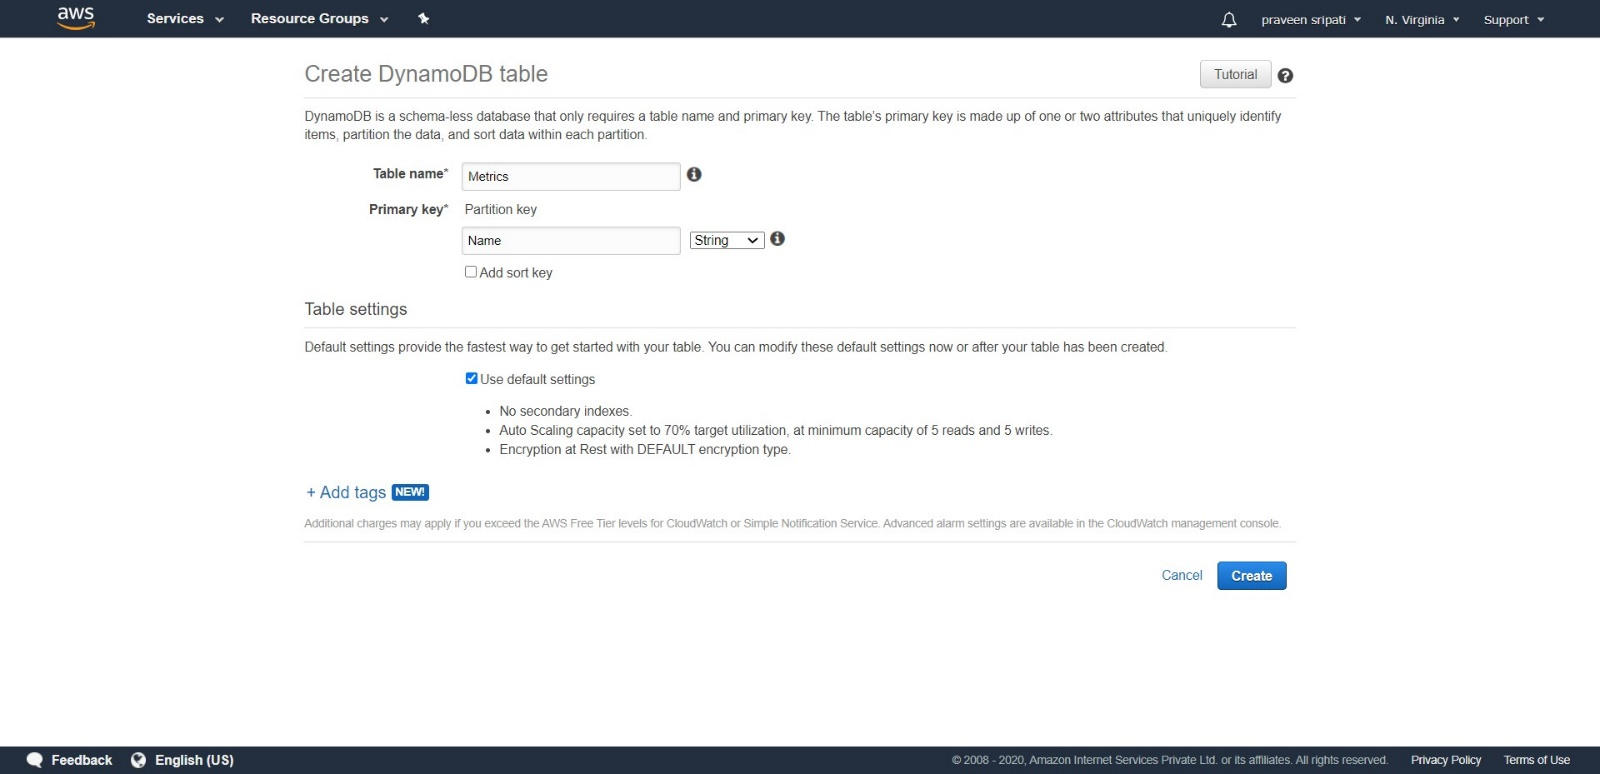 aws Services Resource Groups praveen sripati N. Virginia Support
Create DynamoDB table Tutorial
DynamoDB is a schema-less database that only requires a table name and primary key. The table's primary key is made up of one or two attributes that uniquely identify
items, partition the data, and sort data within each partition.
Table name* Metrics
Primary key* Partition key
Name String
Add sort key
Table settings
Default settings provide the fastest way to get started with your table. You can modify these default settings now or after your table has been created.
Use default settings
• No secondary indexes.
• Auto Scaling capacity set to 70% target utilization, at minimum capacity of 5 reads and 5 writes.
• Encryption at Rest with DEFAULT encryption type.
+ Add tags NEW!
Additional charges may apply if you exceed the AWS Free Tier levels for CloudWatch or Simple Notification Service. Advanced alarm settings are available in the CloudWatch management console.
Cancel Create
Feedback English (US) © 2008 - 2020, Amazon Internet Services Private Ltd. or its affiliates. All rights reserved. Privacy Policy Terms of Use